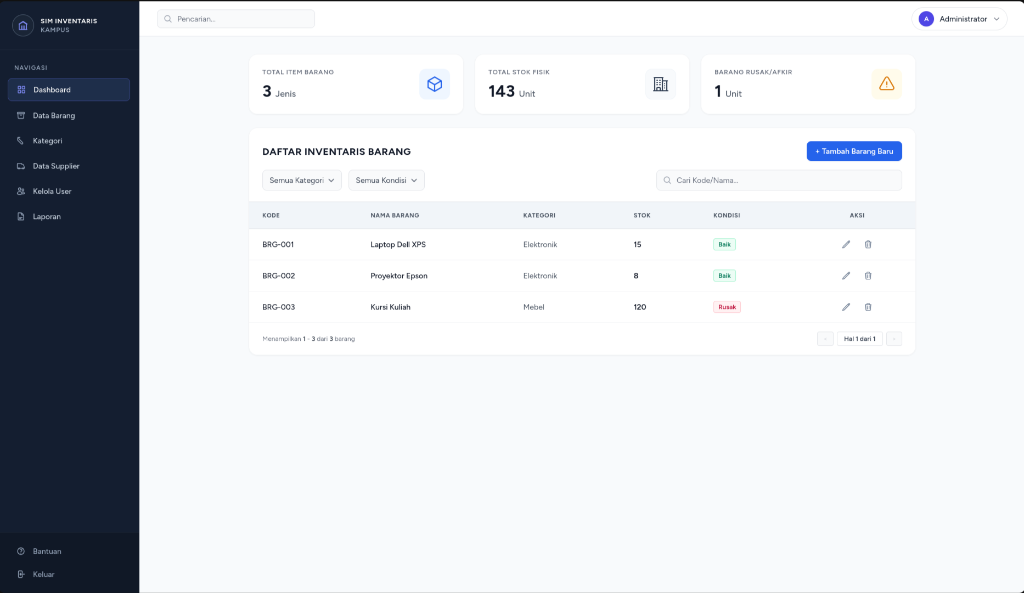 SIM INVENTARIS
KAMPUS
NAVIGASI
Dashboard
Data Barang
Kategori
Data Supplier
Kelola User
Laporan
Bantuan
Keluar
Pencarian...
A Administrator
TOTAL ITEM BARANG
3 Jenis
TOTAL STOK FISIK
143 Unit
BARANG RUSAK/AFKIR
1 Unit
DAFTAR INVENTARIS BARANG
+ Tambah Barang Baru
Semua Kategori Semua Kondisi Cari Kode/Nama...
KODE NAMA BARANG KATEGORI STOK KONDISI AKSI
BRG-001 Laptop Dell XPS Elektronik 15 Baik
BRG-002 Proyektor Epson Elektronik 8 Baik
BRG-003 Kursi Kuliah Mebel 120 Rusak
Menampilkan 1 - 3 dari 3 barang Hal 1 dari 1